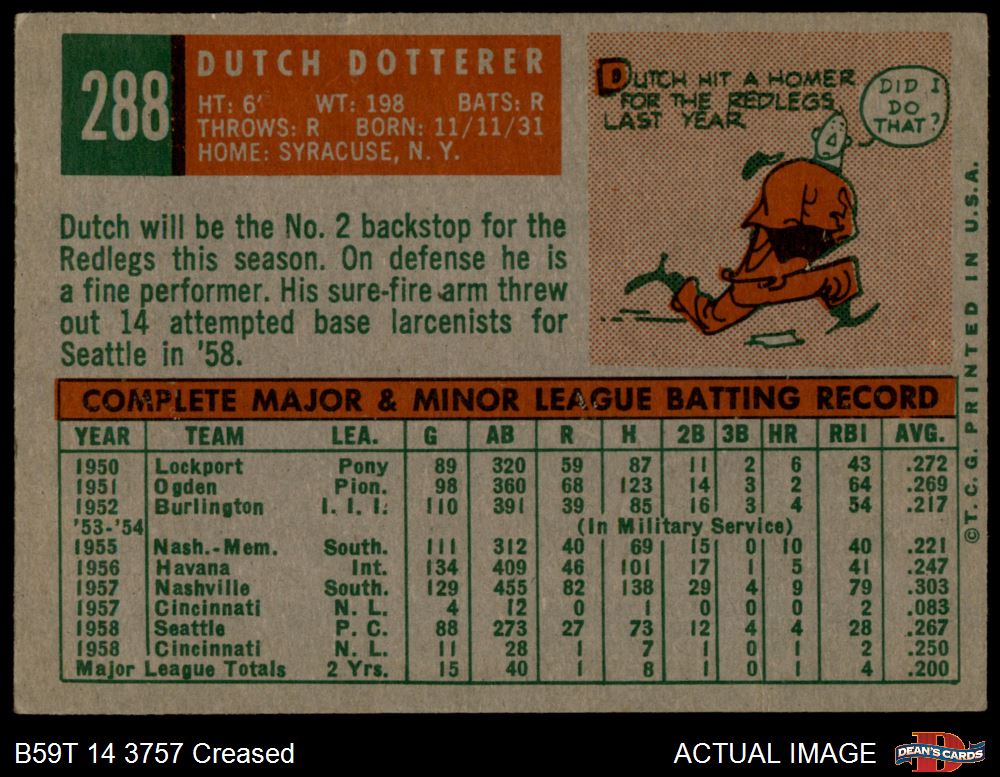 288
DUTCH DOTTERER
HT: 6' WT: 198 BATS: R
THROWS: R BORN: 11/11/31
HOME: SYRACUSE, N. Y.
DUTCH HIT A HOMER
FOR THE REDLEGS
LAST YEAR
DID I
DO
THAT?
Dutch will be the No. 2 backstop for the
Redlegs this season. On defense he is
a fine performer. His sure-fire arm threw
out 14 attempted base larcenists for
Seattle in '58.
COMPLETE MAJOR & MINOR LEAGUE BATTING RECORD
YEAR TEAM LEA. G AB R H 2B 3B HR RBI AVG.
1950 Lockport Pony 89 320 59 87 11 2 6 43 .272
1951 Ogden Pion. 98 360 68 123 14 3 2 64 .269
1952 Burlington I. I. I. 110 391 39 85 16 3 4 54 .217
'53-'54 (In Military Service)
1955 Nash.-Mem. South. 111 312 40 69 15 0 10 40 .221
1956 Havana Int. 134 409 46 101 17 1 5 41 .247
1957 Nashville South. 129 455 82 138 29 4 9 79 .303
1957 Cincinnati N. L. 4 12 0 1 0 0 0 2 .083
1958 Seattle P. C. 88 273 27 73 12 4 4 28 .267
1958 Cincinnati N. L. 11 28 1 7 1 0 1 2 .250
Major League Totals 2 Yrs. 15 40 1 8 1 0 1 4 .200
© T. C. G. PRINTED IN U.S.A.
B59T 14 3757 Creased
ACTUAL IMAGE
DEAN'S CARDS